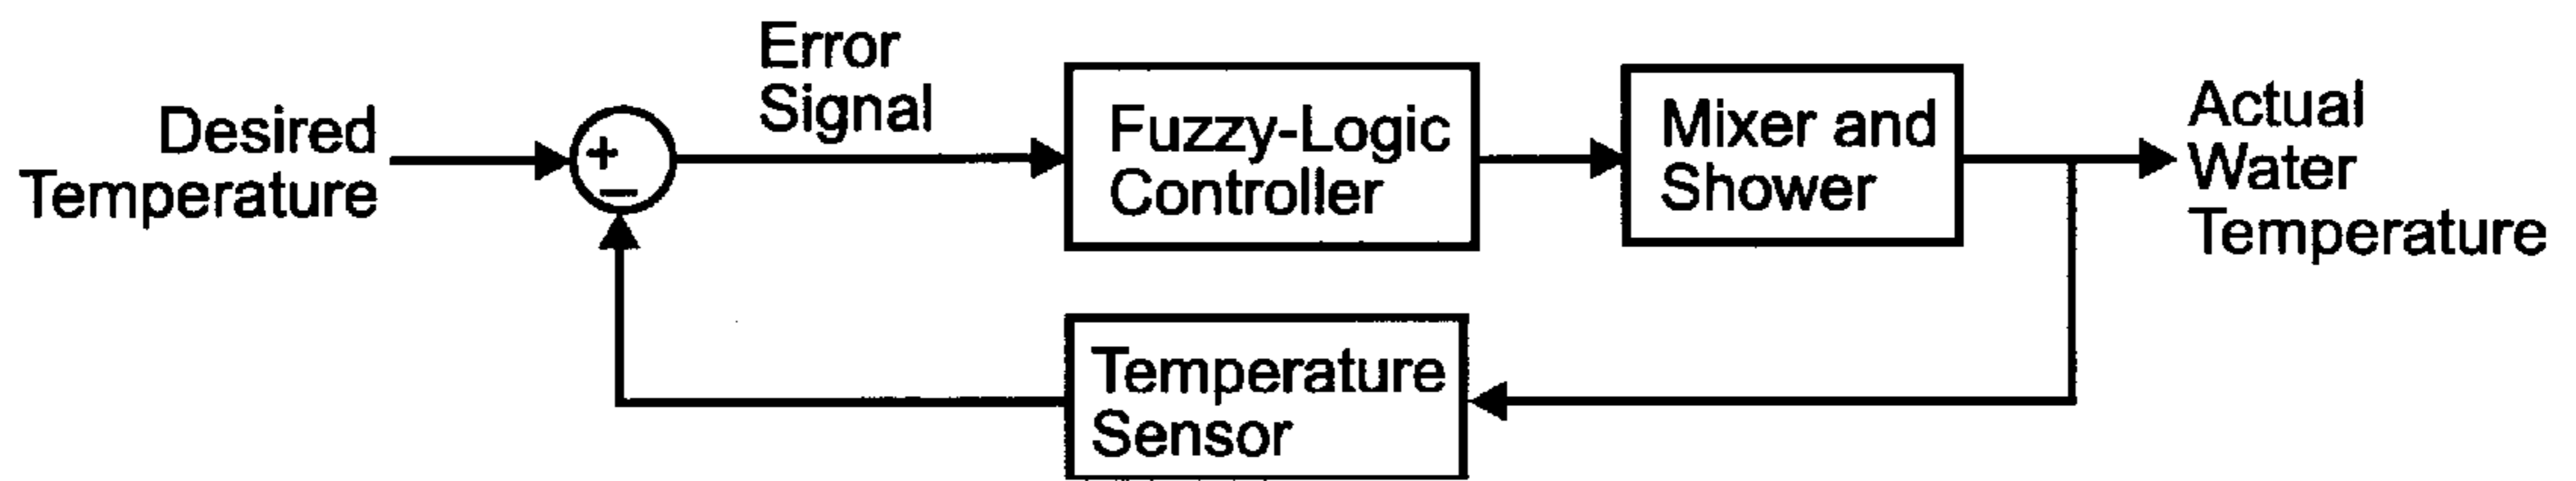 Desired
Temperature
+
−
Error
Signal
Fuzzy-Logic
Controller
Mixer and
Shower
Actual
Water
Temperature
Temperature
Sensor